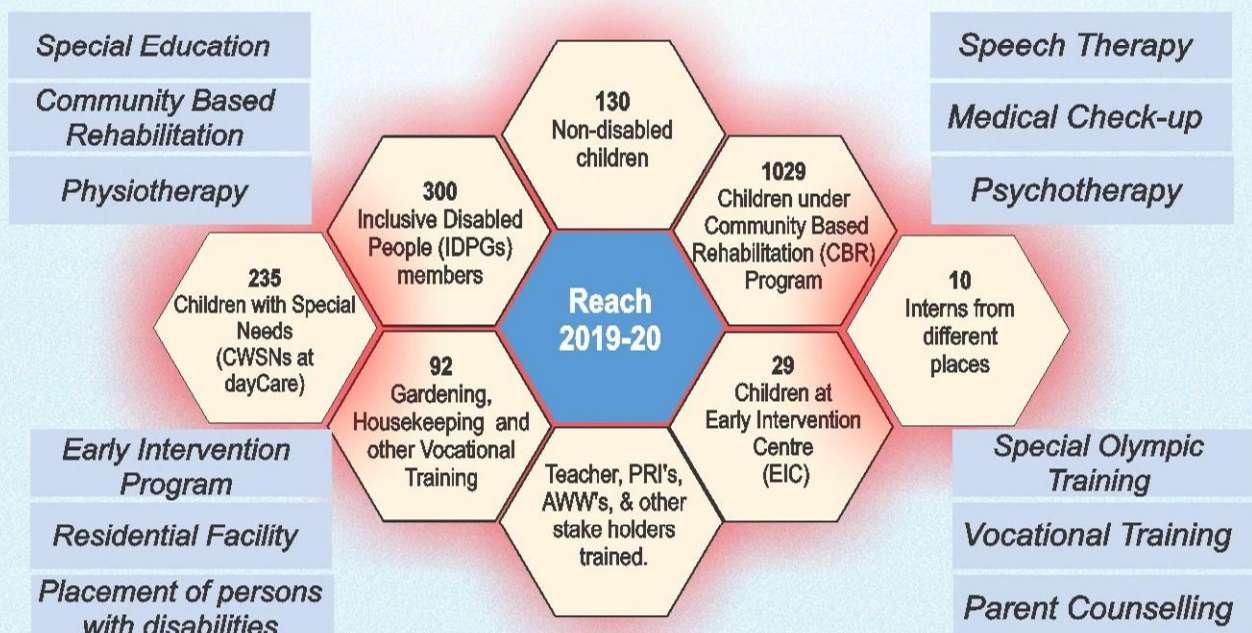 Special Education
Community Based
Rehabilitation
Physiotherapy
Speech Therapy
Medical Check-up
Psychotherapy
130
Non-disabled
children
300
Inclusive Disabled
People (IDPGs)
members
1029
Children under
Community Based
Rehabilitation (CBR)
Program
235
Children with Special
Needs
(CWSNs at
dayCare)
Reach
2019-20
10
Interns from
different
places
92
Gardening,
Housekeeping and
other Vocational
Training
29
Children at
Early Intervention
Centre
(EIC)
Teacher, PRI's,
AWW's, & other
stake holders
trained.
Early Intervention
Program
Residential Facility
Placement of persons
with disabilities
Special Olympic
Training
Vocational Training
Parent Counselling